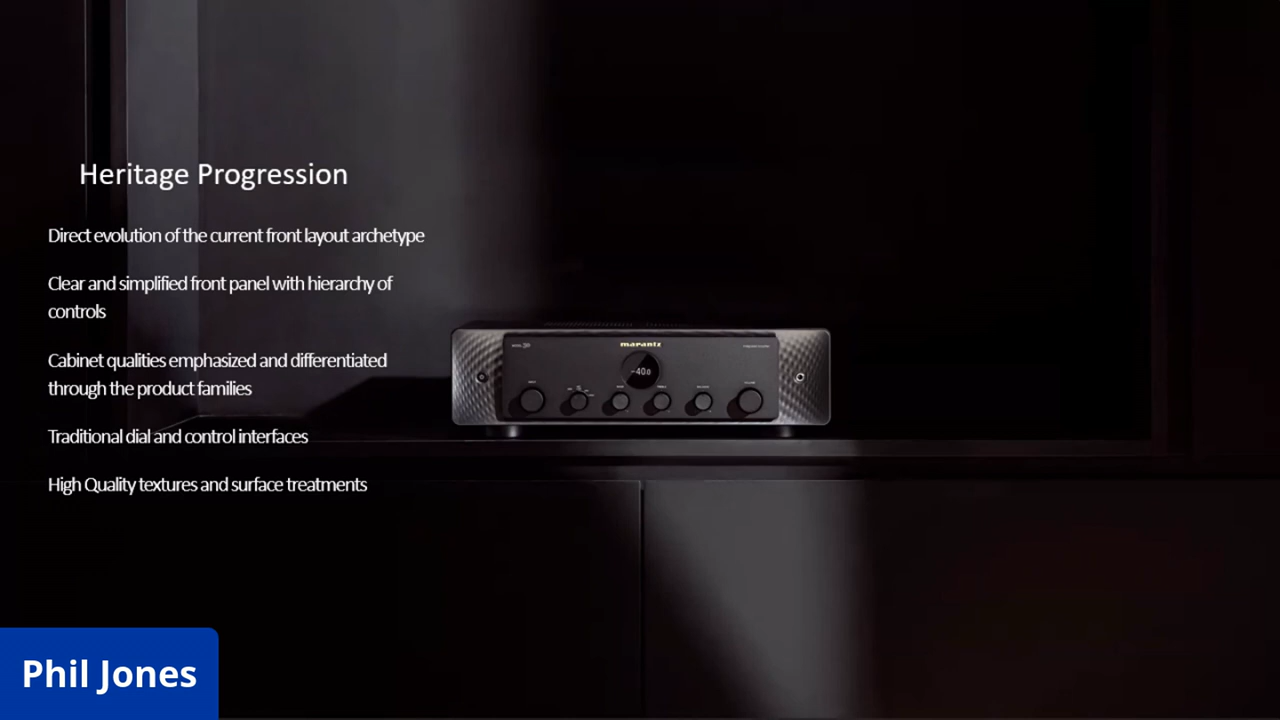 Heritage Progression
Direct evolution of the current front layout archetype
Clear and simplified front panel with hierarchy of
controls
Cabinet qualities emphasized and differentiated
through the product families
Traditional dial and control interfaces
High Quality textures and surface treatments
marantz
-40.0
Phil Jones